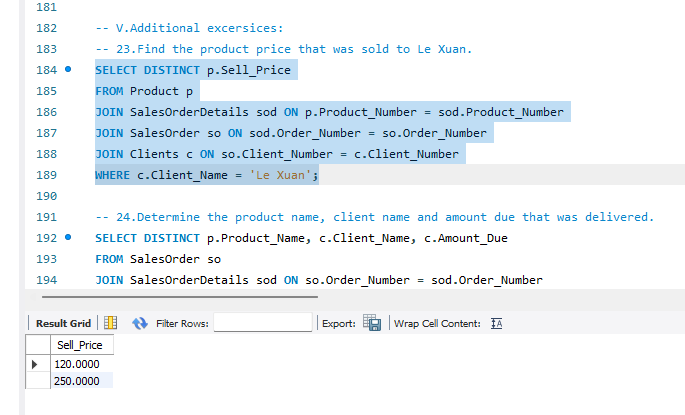 181
182 -- V.Additional excersices:
183 -- 23.Find the product price that was sold to Le Xuan.
184 SELECT DISTINCT p.Sell_Price
185 FROM Product p
186 JOIN SalesOrderDetails sod ON p.Product_Number = sod.Product_Number
187 JOIN SalesOrder so ON sod.Order_Number = so.Order_Number
188 JOIN Clients c ON so.Client_Number = c.Client_Number
189 WHERE c.Client_Name = 'Le Xuan';
190
191 -- 24.Determine the product name, client name and amount due that was delivered.
192 SELECT DISTINCT p.Product_Name, c.Client_Name, c.Amount_Due
193 FROM SalesOrder so
194 JOIN SalesOrderDetails sod ON so.Order_Number = sod.Order_Number
Result Grid Filter Rows: Export: Wrap Cell Content:
Sell_Price
120.0000
250.0000